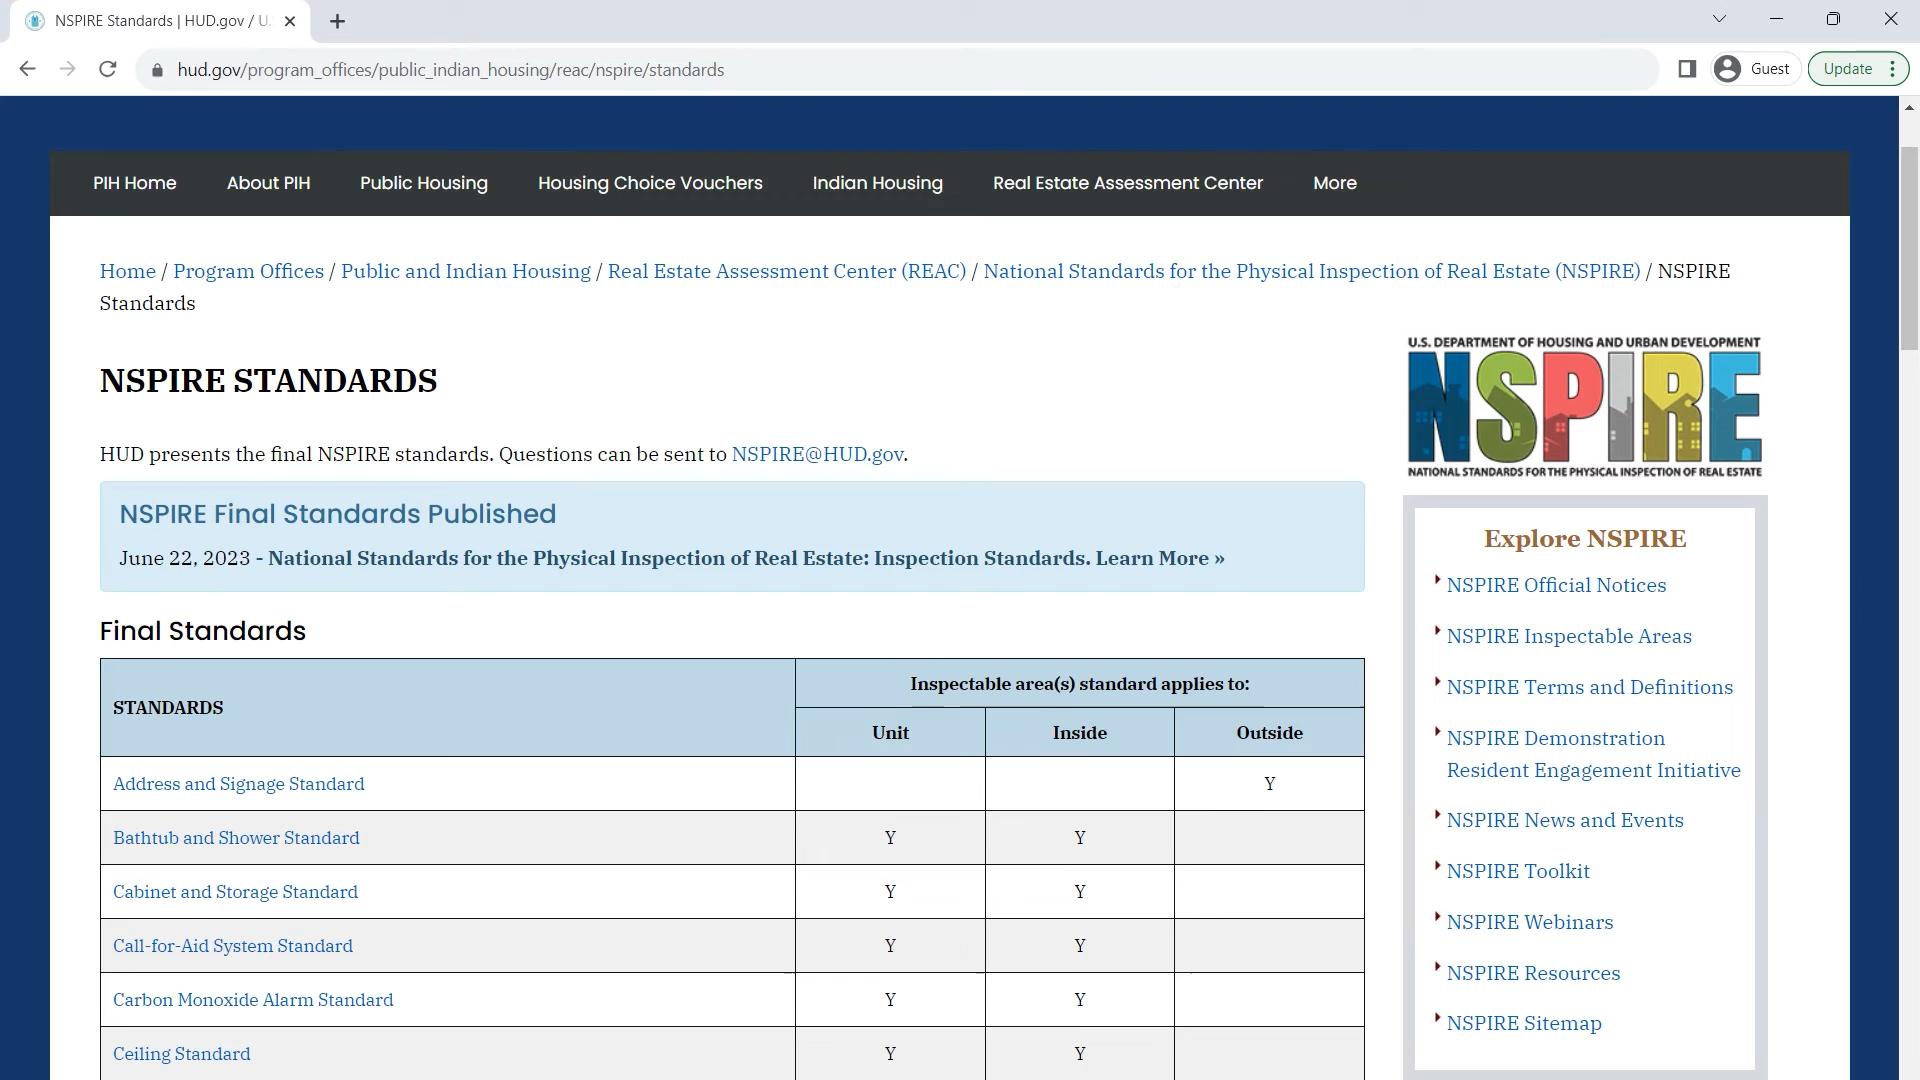 NSPIRE Standards | HUD.gov / U.
hud.gov/program_offices/public_indian_housing/reac/nspire/standards
Guest
Update
PIH Home About PIH Public Housing Housing Choice Vouchers Indian Housing Real Estate Assessment Center More
Home / Program Offices / Public and Indian Housing / Real Estate Assessment Center (REAC) / National Standards for the Physical Inspection of Real Estate (NSPIRE) / NSPIRE
Standards
NSPIRE STANDARDS
HUD presents the final NSPIRE standards. Questions can be sent to NSPIRE@HUD.gov.
NSPIRE Final Standards Published
June 22, 2023 - National Standards for the Physical Inspection of Real Estate: Inspection Standards. Learn More »
Final Standards
STANDARDS
Inspectable area(s) standard applies to:
Unit Inside Outside
Address and Signage Standard Y
Bathtub and Shower Standard Y Y
Cabinet and Storage Standard Y Y
Call-for-Aid System Standard Y Y
Carbon Monoxide Alarm Standard Y Y
Ceiling Standard Y Y
U.S. DEPARTMENT OF HOUSING AND URBAN DEVELOPMENT
NSPIRE
NATIONAL STANDARDS FOR THE PHYSICAL INSPECTION OF REAL ESTATE
Explore NSPIRE
NSPIRE Official Notices
NSPIRE Inspectable Areas
NSPIRE Terms and Definitions
NSPIRE Demonstration
Resident Engagement Initiative
NSPIRE News and Events
NSPIRE Toolkit
NSPIRE Webinars
NSPIRE Resources
NSPIRE Sitemap